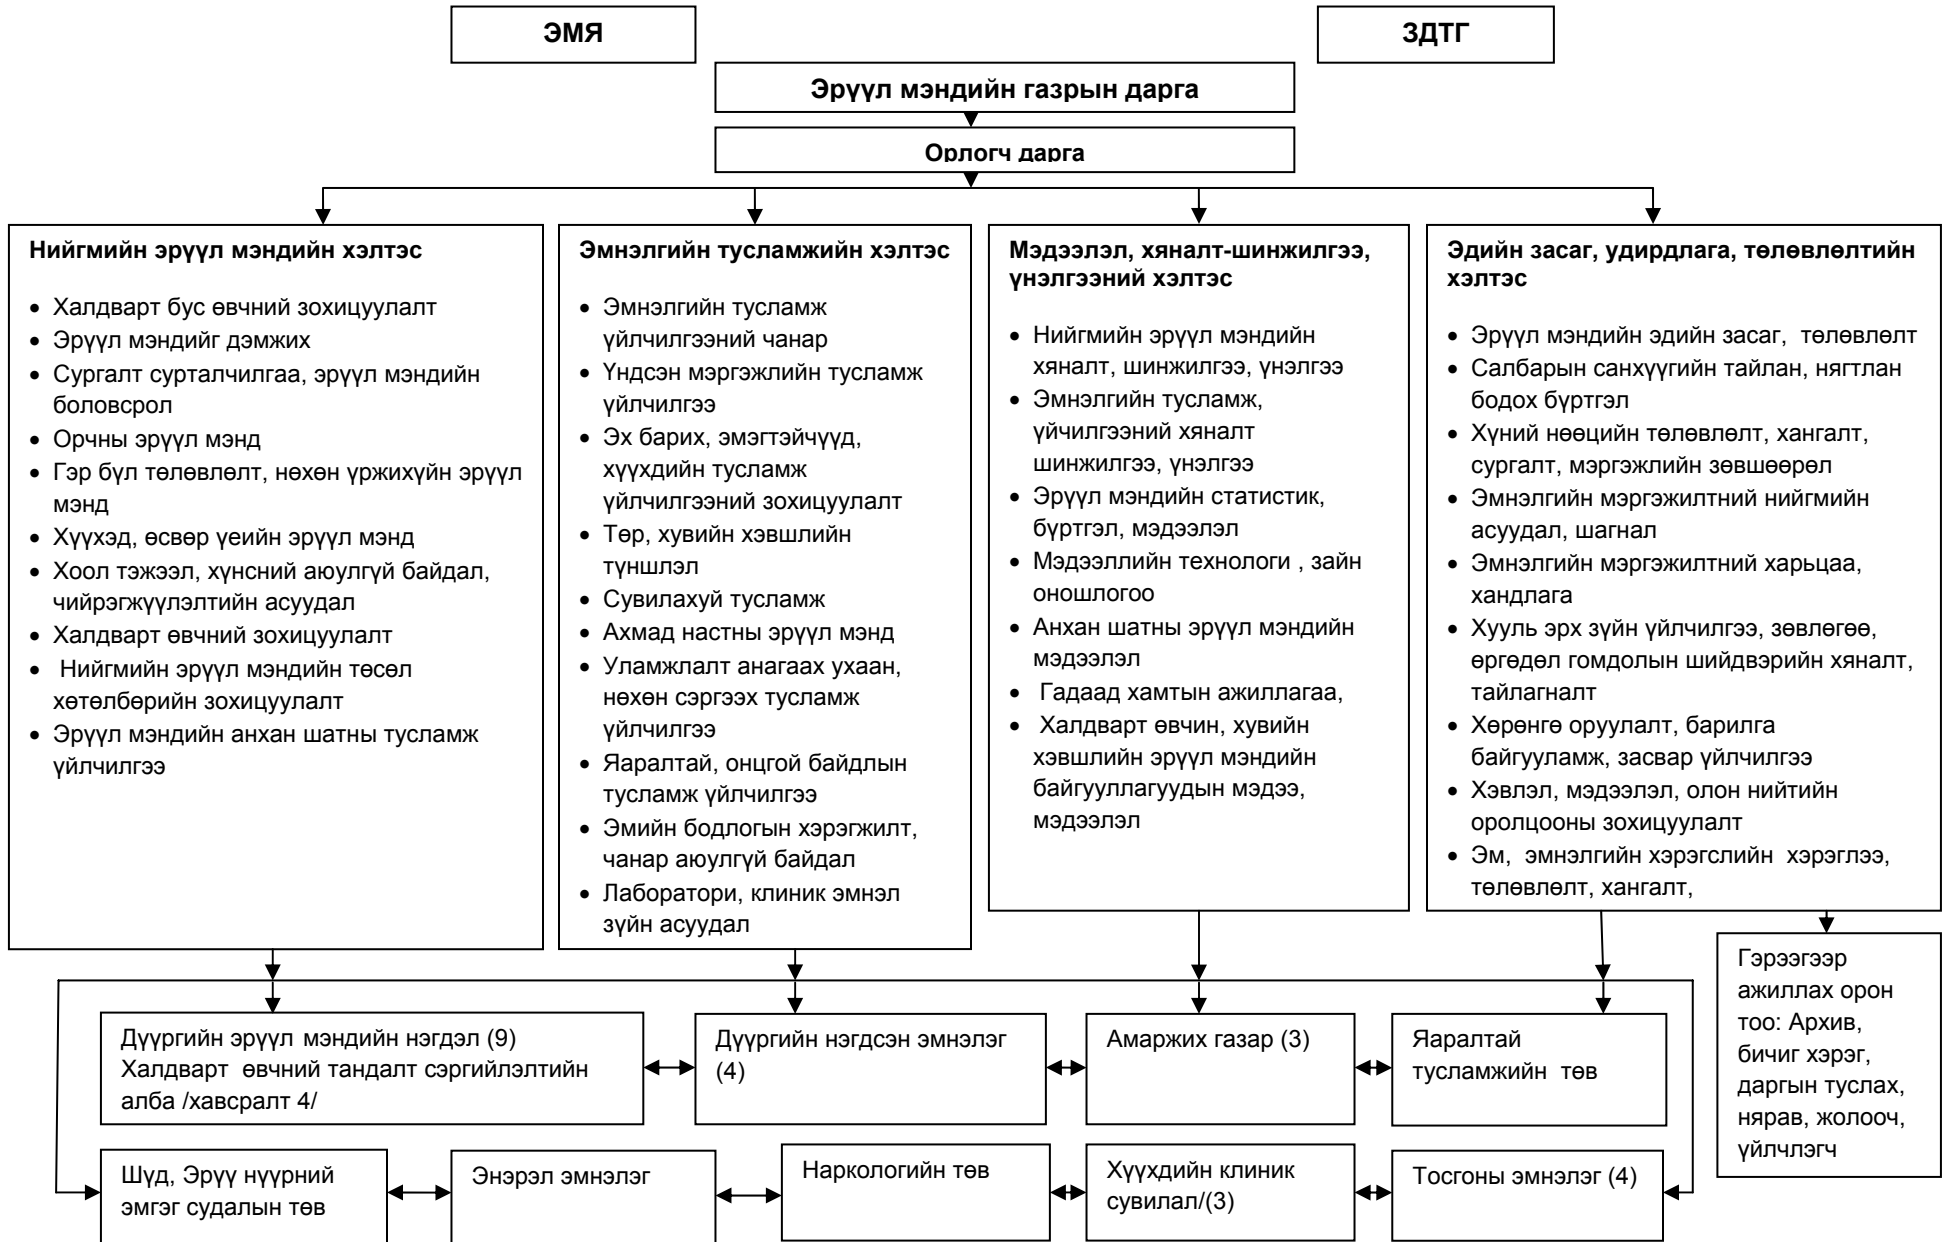 ЭМЯ
ЗДТГ
Эрүүл мэндийн газрын дарга
Орлогч дарга
Нийгмийн эрүүл мэндийн хэлтэс
• Халдварт бус өвчний зохицуулалт
• Эрүүл мэндийг дэмжих
• Сургалт сурталчилгаа, эрүүл мэндийн
боловсрол
• Орчны эрүүл мэнд
• Гэр бүл төлөвлөлт, нөхөн үржихүйн эрүүл
мэнд
• Хүүхэд, өсвөр үеийн эрүүл мэнд
• Хоол тэжээл, хүнсний аюулгүй байдал,
чийрэгжүүлэлтийн асуудал
• Халдварт өвчний зохицуулалт
• Нийгмийн эрүүл мэндийн төсөл
хөтөлбөрийн зохицуулалт
• Эрүүл мэндийн анхан шатны тусламж
үйлчилгээ
Эмнэлгийн тусламжийн хэлтэс
• Эмнэлгийн тусламж
үйлчилгээний чанар
• Үндсэн мэргэжлийн тусламж
үйлчилгээ
• Эх барих, эмэгтэйчүүд,
хүүхдийн тусламж
үйлчилгээний зохицуулалт
• Төр, хувийн хэвшлийн
түншлэл
• Сувилахуй тусламж
• Ахмад настны эрүүл мэнд
• Уламжлалт анагаах ухаан,
нөхөн сэргээх тусламж
үйлчилгээ
• Яаралтай, онцгой байдлын
тусламж үйлчилгээ
• Эмийн бодлогын хэрэгжилт,
чанар аюулгүй байдал
• Лаборатори, клиник эмнэл
зүйн асуудал
Мэдээлэл, хяналт-шинжилгээ,
үнэлгээний хэлтэс
• Нийгмийн эрүүл мэндийн
хяналт, шинжилгээ, үнэлгээ
• Эмнэлгийн тусламж,
үйчилгээний хяналт
шинжилгээ, үнэлгээ
• Эрүүл мэндийн статистик,
бүртгэл, мэдээлэл
• Мэдээллийн технологи , зайн
оношлогоо
• Анхан шатны эрүүл мэндийн
мэдээлэл
• Гадаад хамтын ажиллагаа,
• Халдварт өвчин, хувийн
хэвшлийн эрүүл мэндийн
байгууллагуудын мэдээ,
мэдээлэл
Эдийн засаг, удирдлага, төлөвлөлтийн
хэлтэс
• Эрүүл мэндийн эдийн засаг, төлөвлөлт
• Салбарын санхүүгийн тайлан, нягтлан
бодох бүртгэл
• Хүний нөөцийн төлөвлөлт, хангалт,
сургалт, мэргэжлийн зөвшөөрөл
• Эмнэлгийн мэргэжилтний нийгмийн
асуудал, шагнал
• Эмнэлгийн мэргэжилтний харьцаа,
хандлага
• Хууль эрх зүйн үйлчилгээ, зөвлөгөө,
өргөдөл гомдолын шийдвэрийн хяналт,
тайлагналт
• Хөрөнгө оруулалт, барилга
байгууламж, засвар үйлчилгээ
• Хэвлэл, мэдээлэл, олон нийтийн
оролцооны зохицуулалт
• Эм, эмнэлгийн хэрэгслийн хэрэглээ,
төлөвлөлт, хангалт,
Гэрээгээр
ажиллах орон
тоо: Архив,
бичиг хэрэг,
даргын туслах,
нярав, жолооч,
үйлчлэгч
Дүүргийн эрүүл мэндийн нэгдэл (9)
Халдварт өвчний тандалт сэргийлэлтийн
алба /хавсралт 4/
Дүүргийн нэгдсэн эмнэлэг
(4)
Амаржих газар (3)
Яаралтай
тусламжийн төв
Шүд, Эрүү нүүрний
эмгэг судалын төв
Энэрэл эмнэлэг
Наркологийн төв
Хүүхдийн клиник
сувилал/(3)
Тосгоны эмнэлэг (4)